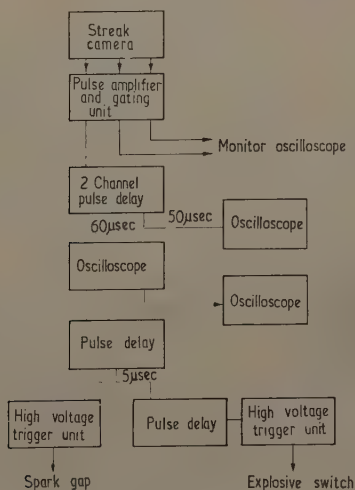 Streak
camera
Pulse amplifier
and gating
unit
Monitor oscilloscope
2 Channel
pulse delay
60μsec
50μsec
Oscilloscope
Oscilloscope
Oscilloscope
Pulse delay
5μsec
High voltage
trigger unit
Pulse delay
High voltage
trigger unit
Spark gap
Explosive switch